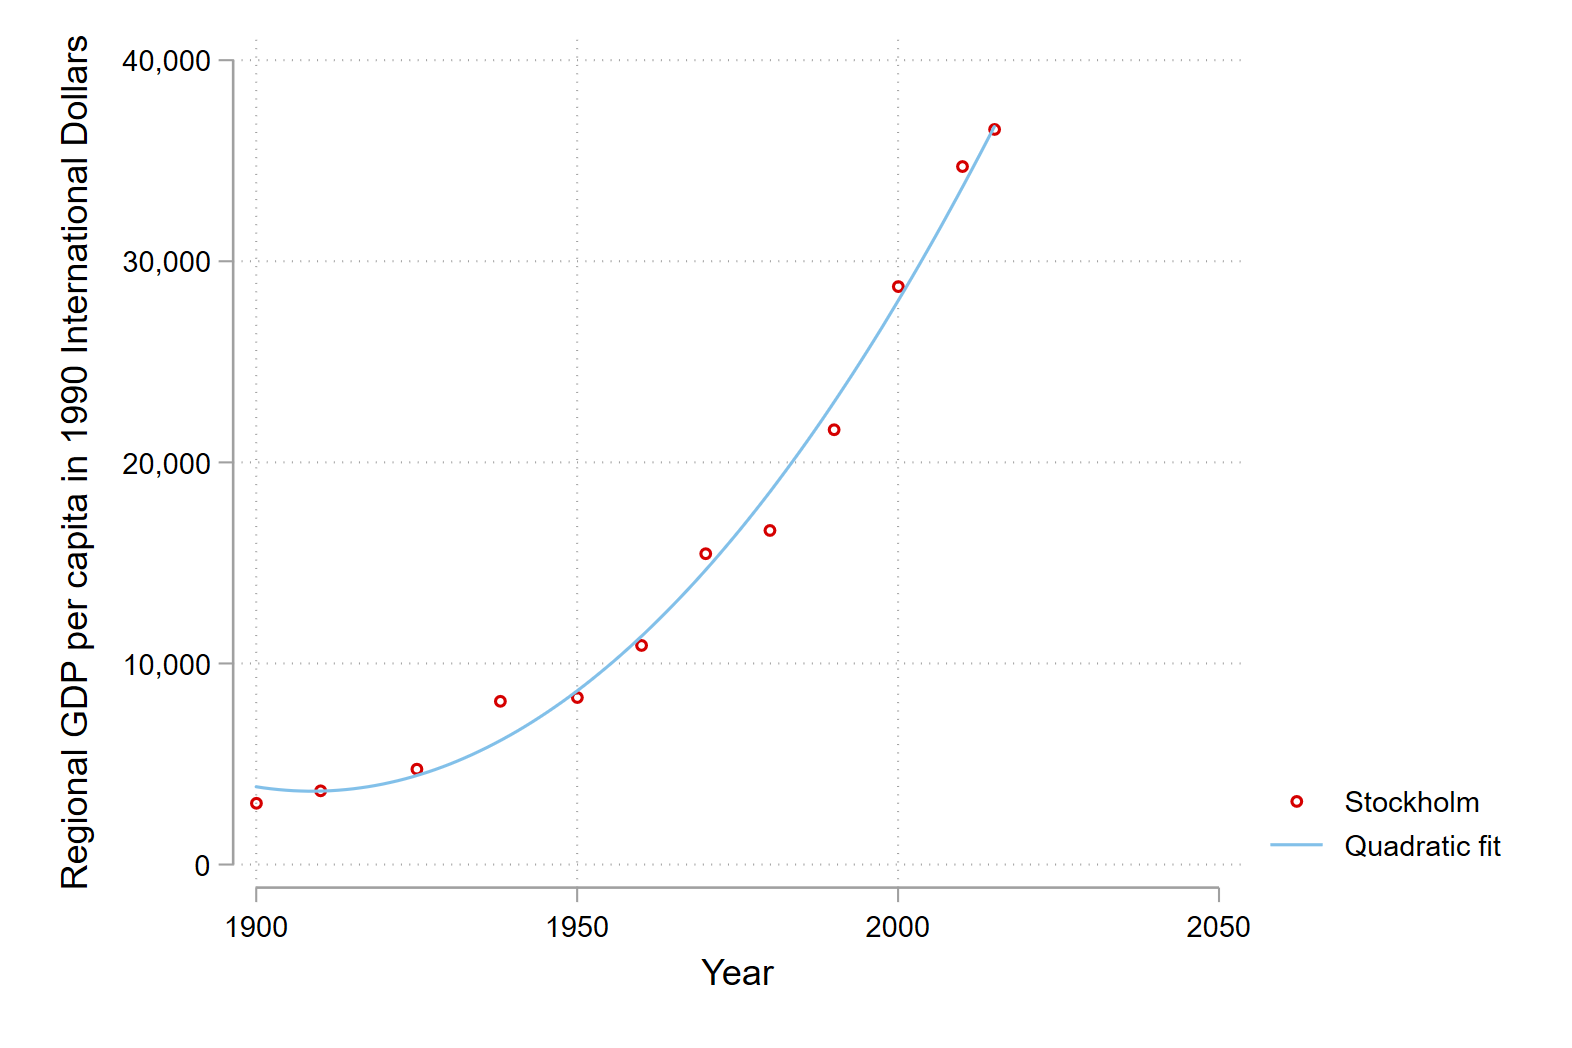 Regional GDP per capita in 1990 International Dollars
40,000
30,000
20,000
10,000
0
1900 1950 2000 2050
Year
Stockholm
Quadratic fit